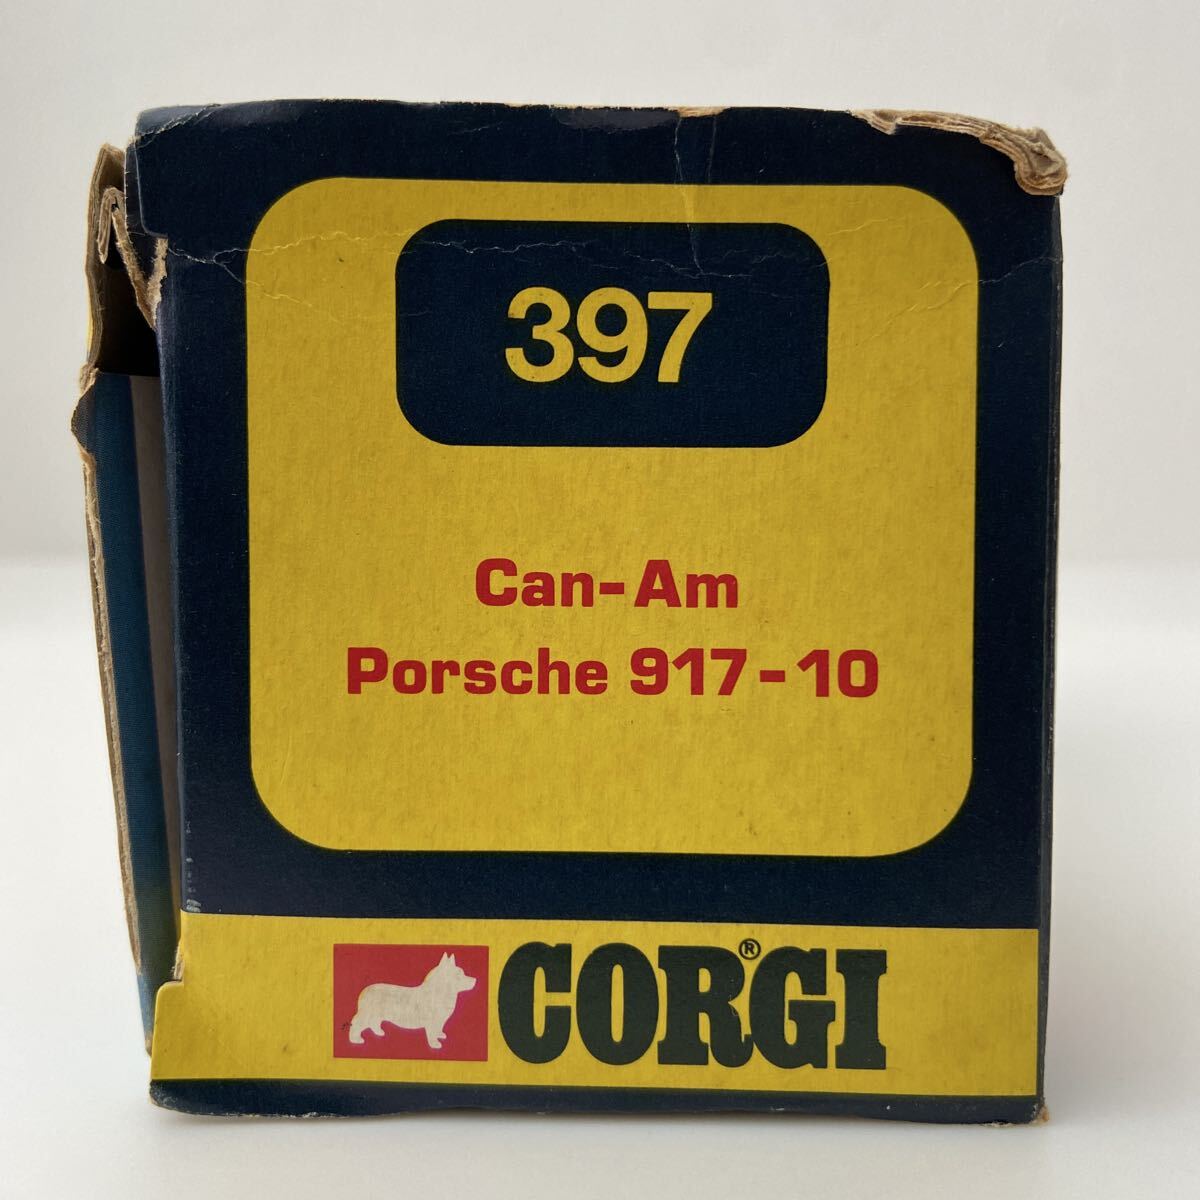 397
Can-Am
Porsche 917-10
CORGI®